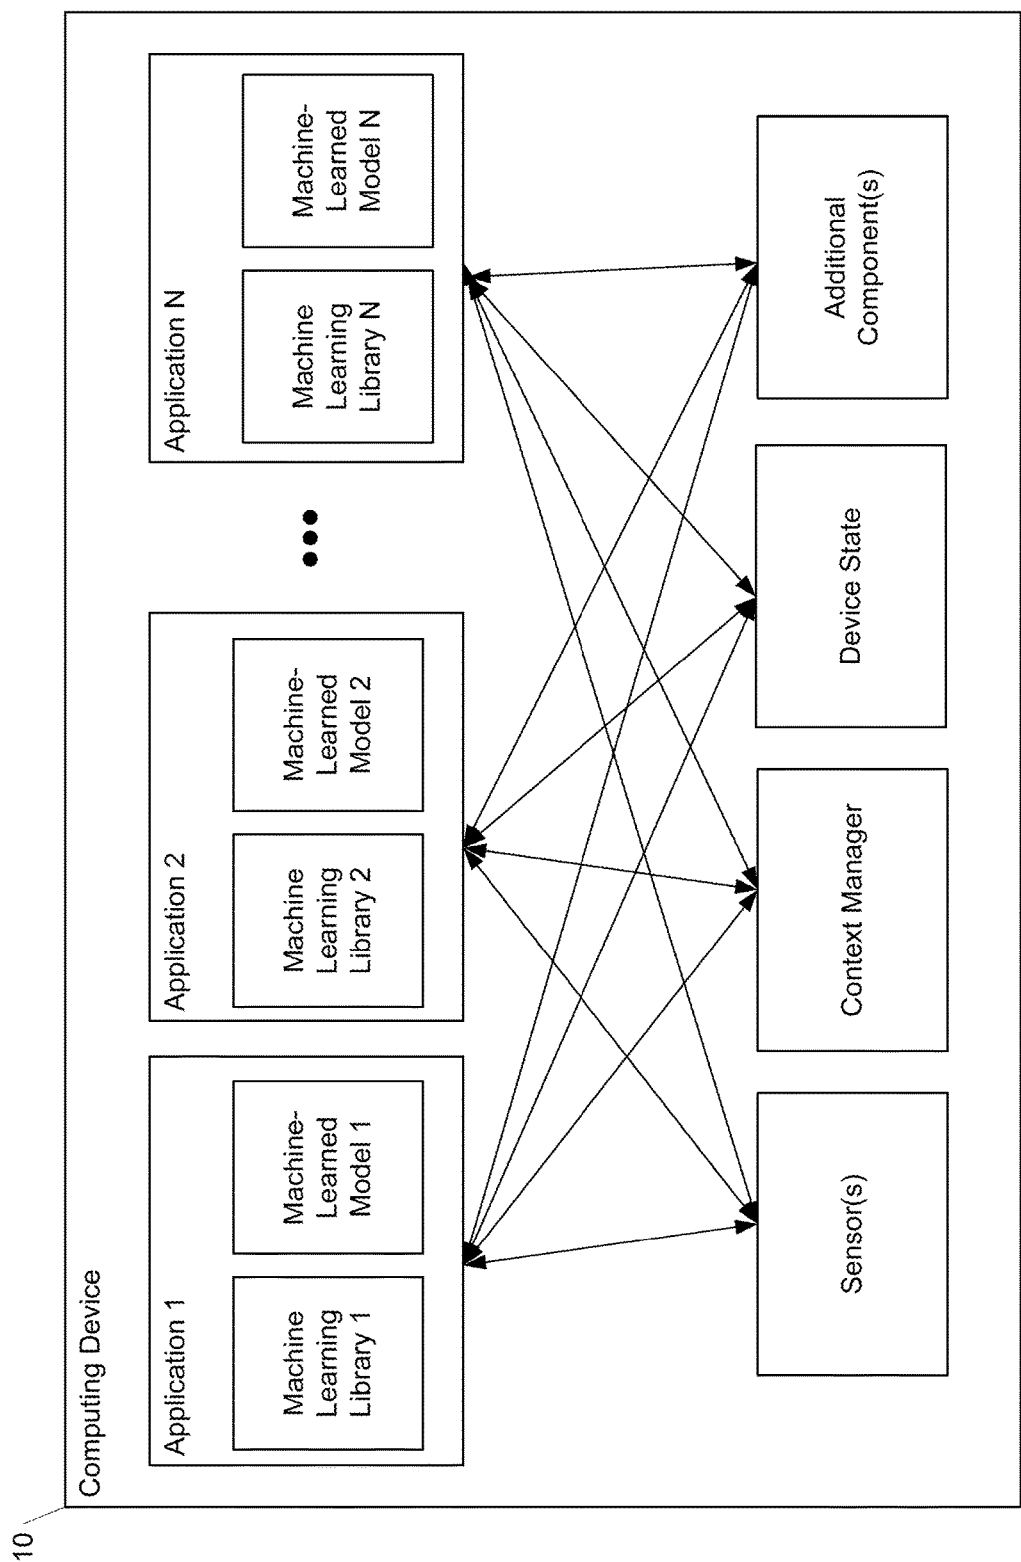 10
Computing Device
Application 1
Machine
Learning
Library 1
Machine-
Learned
Model 1
Application 2
Machine
Learning
Library 2
Machine-
Learned
Model 2
Application N
Machine
Learning
Library N
Machine-
Learned
Model N
Sensor(s)
Context Manager
Device State
Additional
Component(s)